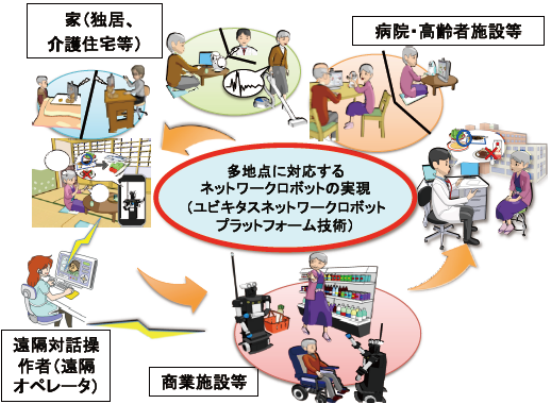 家(独居、
介護住宅等)
病院・高齢者施設等
多地点に対応する
ネットワークロボットの実現
(ユビキタスネットワークロボット
プラットフォーム技術)
遠隔対話操
作者(遠隔
オペレータ)
商業施設等